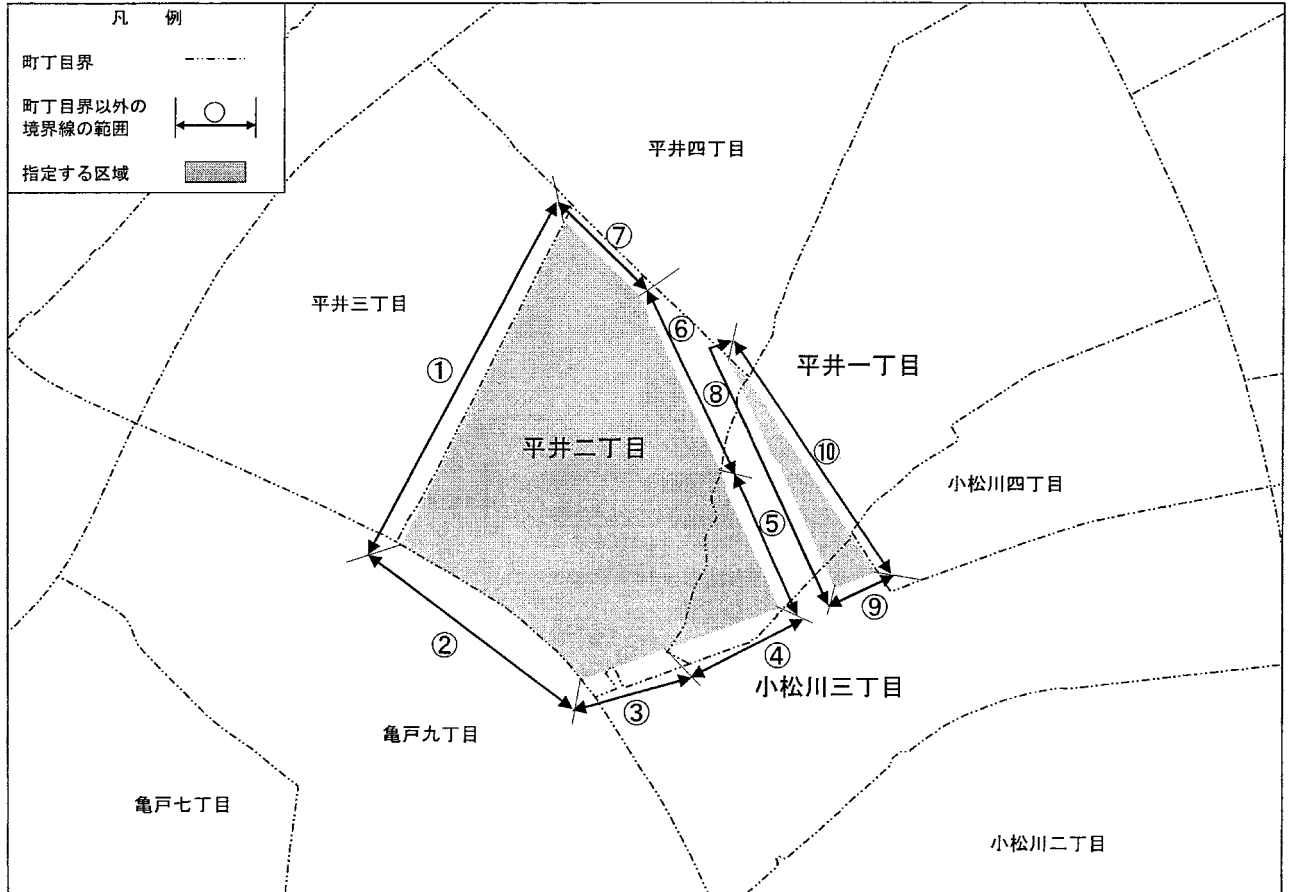 凡 例
町丁目界
町丁目界以外の
境界線の範囲
指定する区域
平井四丁目
⑦
平井三丁目
⑥
平井一丁目
①
⑧
平井二丁目
⑩
小松川四丁目
⑤
⑨
②
④
小松川三丁目
③
亀戸九丁目
亀戸七丁目
小松川二丁目